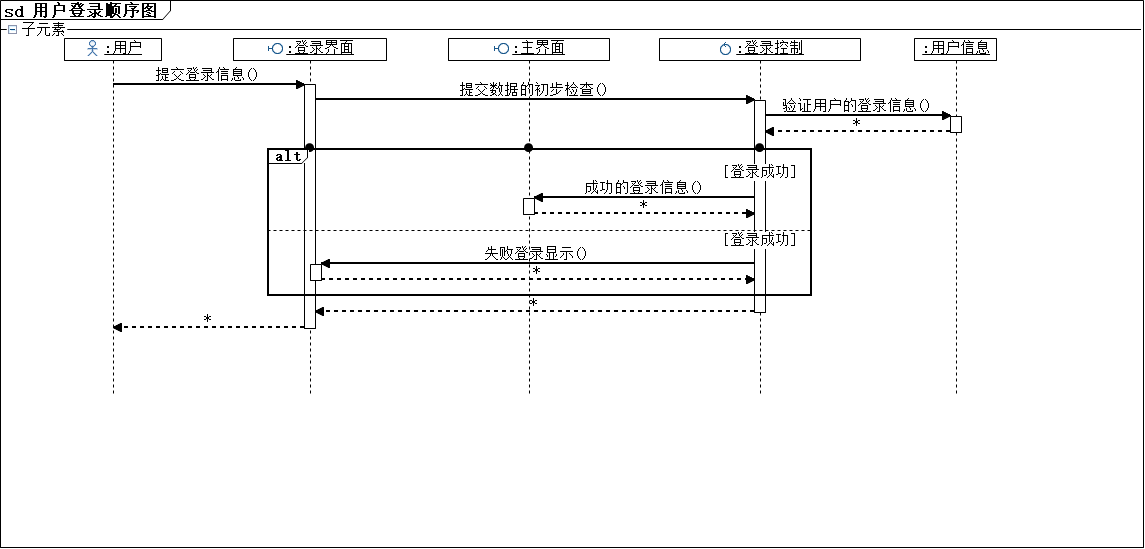 sd 用户登录顺序图
子元素
:用户
:登录界面
:主界面
:登录控制
:用户信息
提交登录信息()
提交数据的初步检查()
验证用户的登录信息()
*
alt
[登录成功]
成功的登录信息()
*
[登录成功]
失败登录显示()
*
*
*